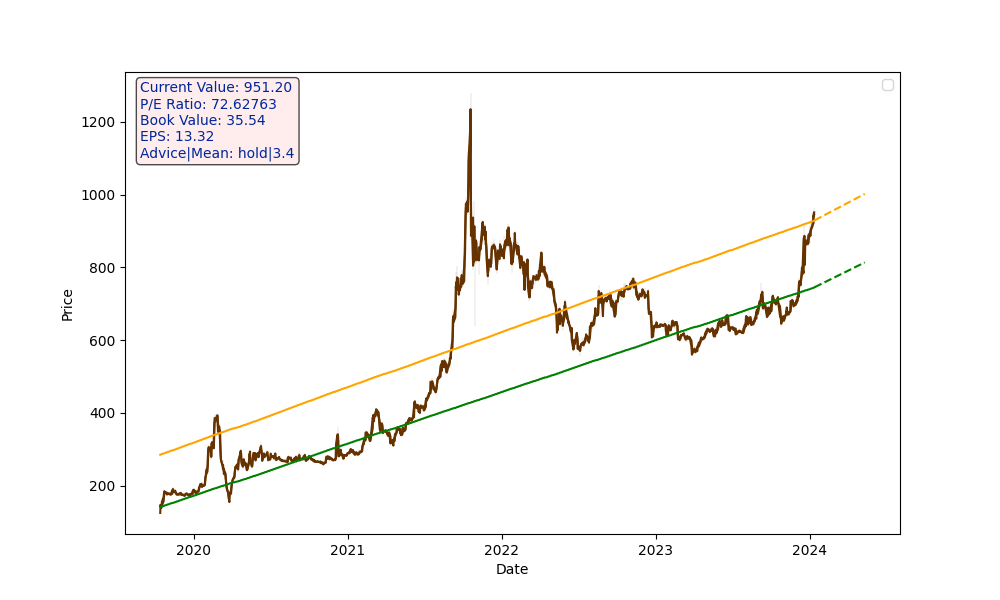 Current Value: 951.20
P/E Ratio: 72.62763
Book Value: 35.54
EPS: 13.32
Advice|Mean: hold|3.4
1200
1000
800
600
400
200
Price
2020 2021 2022 2023 2024
Date